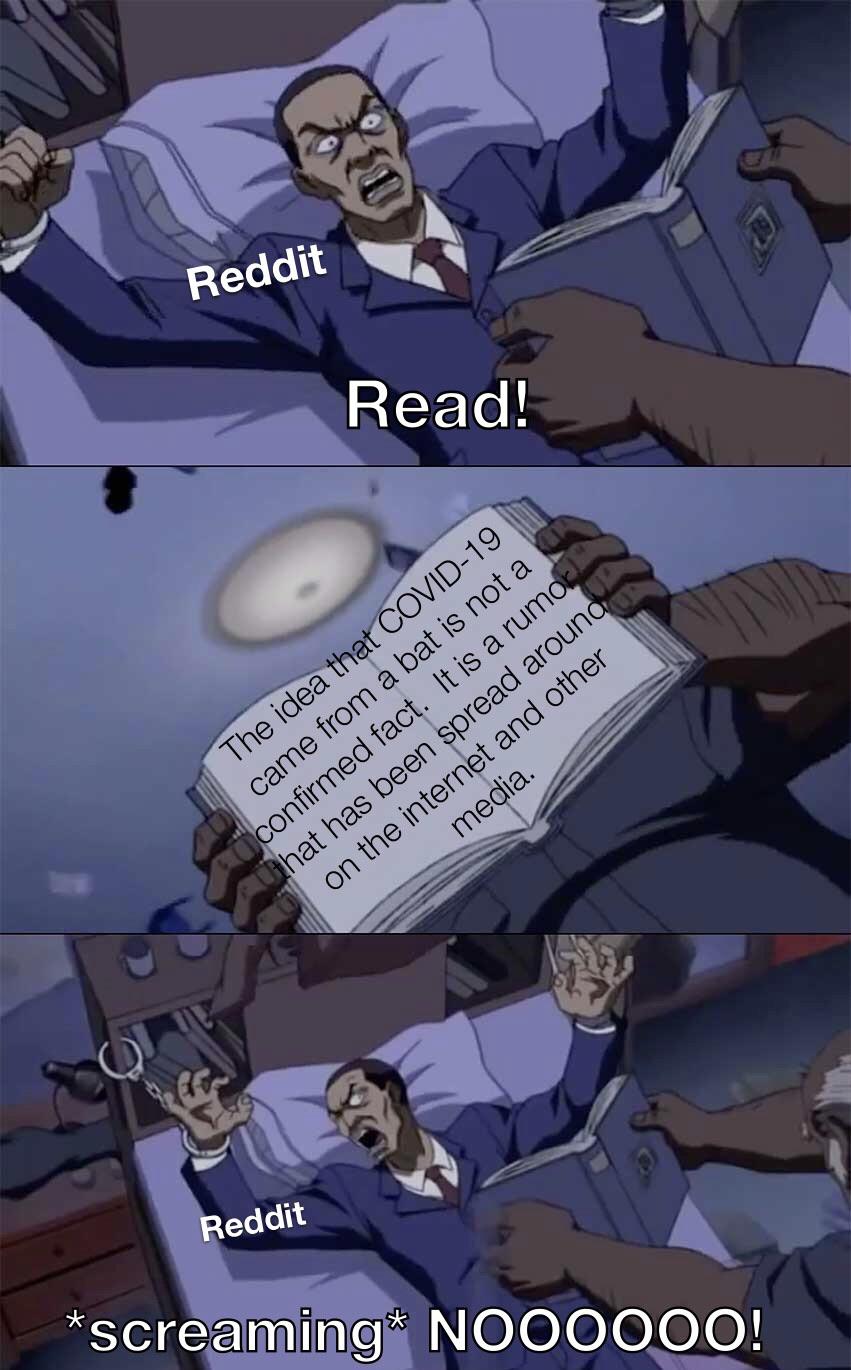 Reddit
Read!
The idea that COVID-19
came from a bat is not a
confirmed fact.  It is a rumor
that has been spread around
on the internet and other
media.
Reddit
*screaming* NOOOOOO!